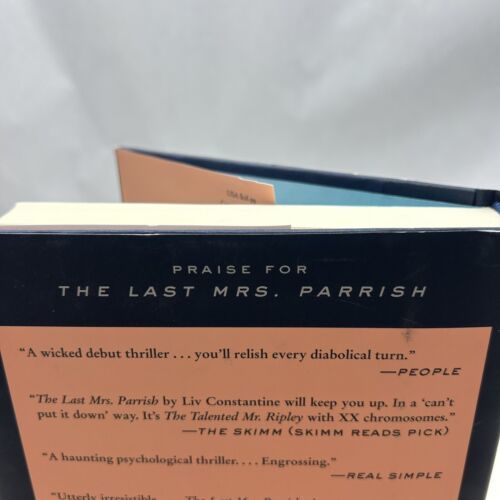 PRAISE FOR
THE LAST MRS. PARRISH
“A wicked debut thriller . . . you’ll relish every diabolical turn.”
—PEOPLE
“The Last Mrs. Parrish by Liv Constantine will keep you up. In a ‘can’t
put it down’ way. It’s The Talented Mr. Ripley with XX chromosomes.”
—THE SKIMM (SKIMM READS PICK)
“A haunting psychological thriller. . . . Engrossing.”
—REAL SIMPLE
“Utterly irresistible